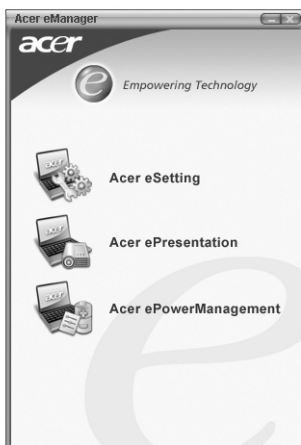 Acer eManager
acer
e Empowering Technology
Acer eSetting
Acer ePresentation
Acer ePowerManagement